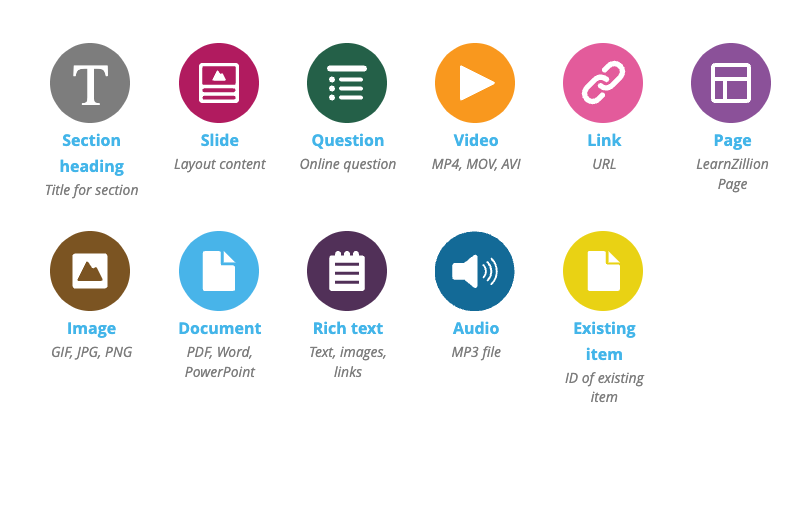 Section
heading
Title for section
Slide
Layout content
Question
Online question
Video
MP4, MOV, AVI
Link
URL
Page
LearnZillion
Page
Image
GIF, JPG, PNG
Document
PDF, Word,
PowerPoint
Rich text
Text, images,
links
Audio
MP3 file
Existing
item
ID of existing
item